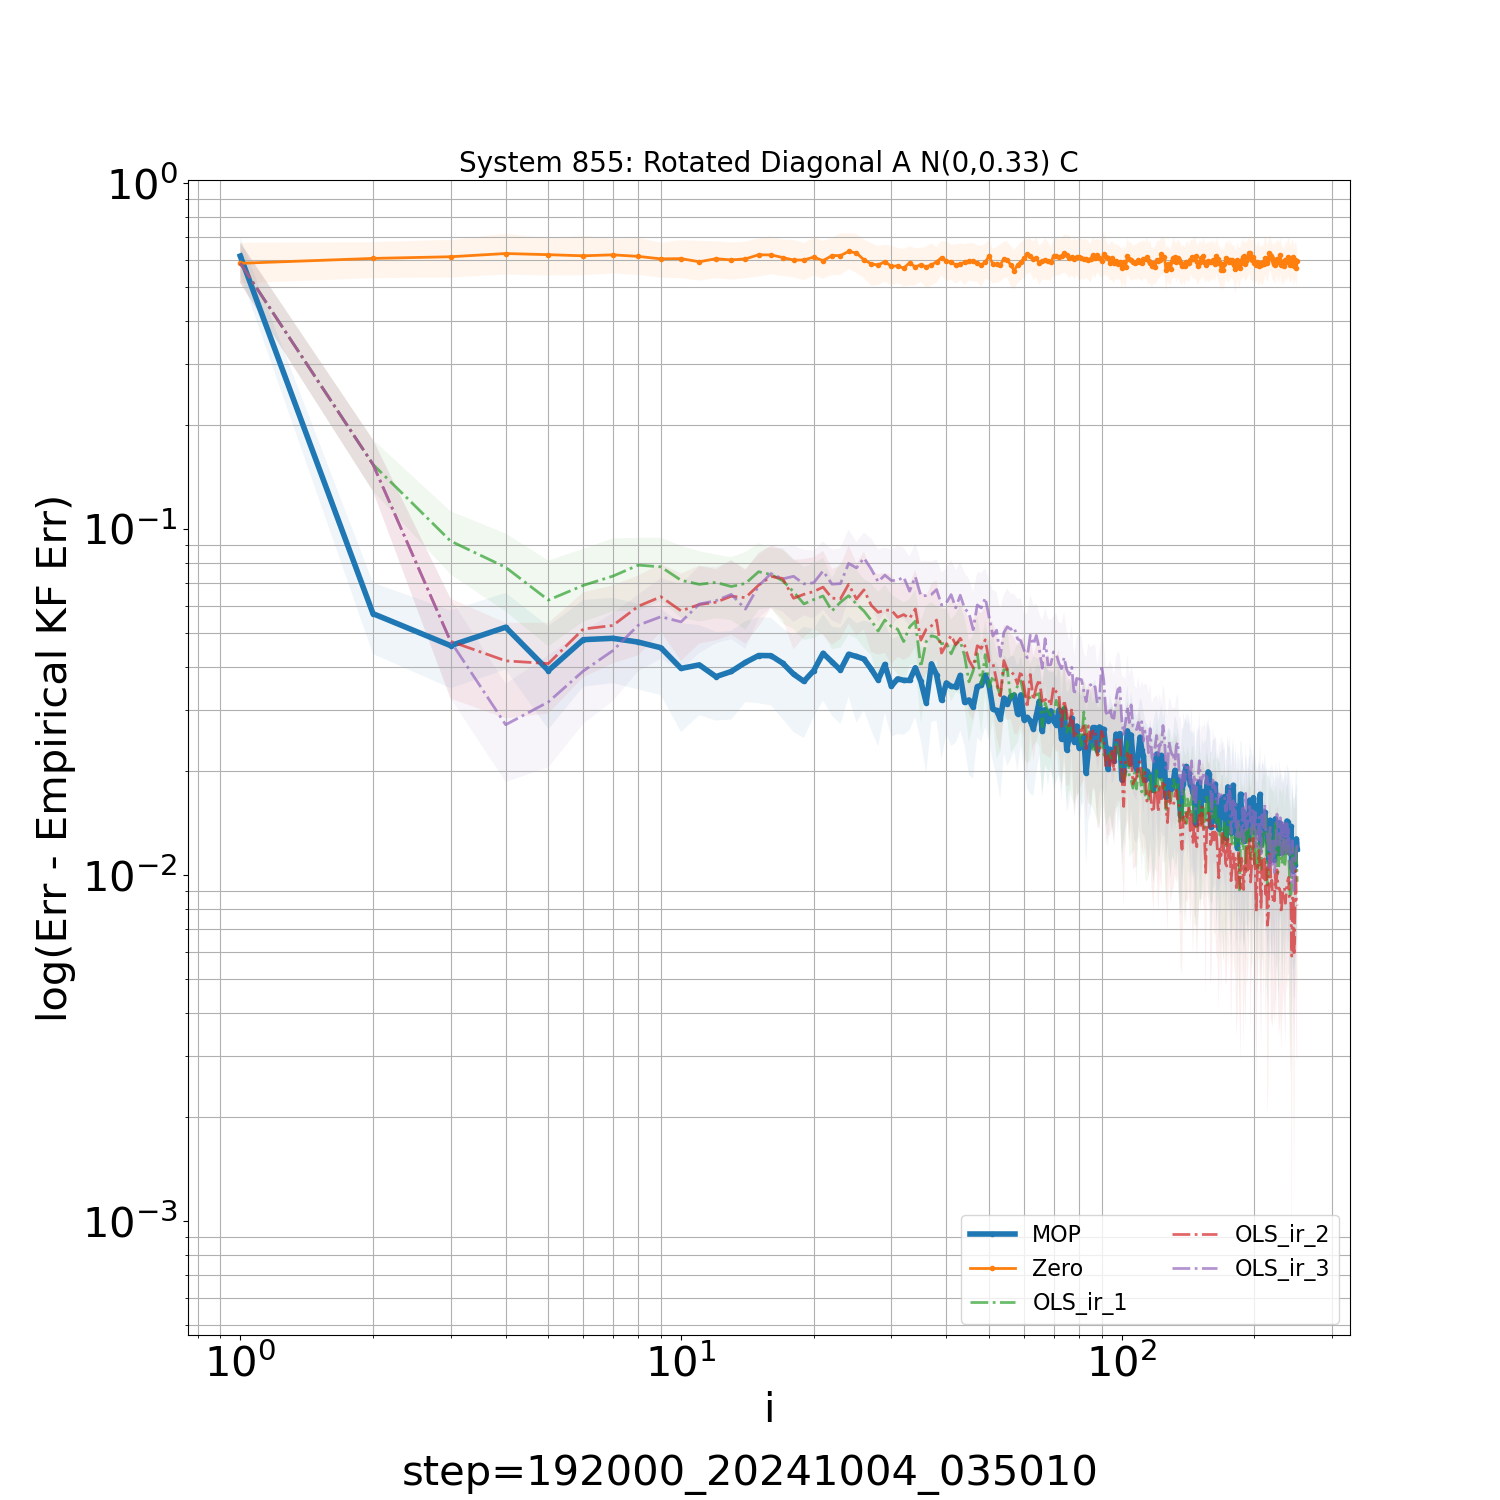 System 855: Rotated Diagonal A N(0,0.33) C
10^0
10^-1
10^-2
10^-3
log(Err - Empirical KF Err)
MOP
Zero
OLS_ir_1
OLS_ir_2
OLS_ir_3
10^0
10^1
10^2
i
step=192000_20241004_035010